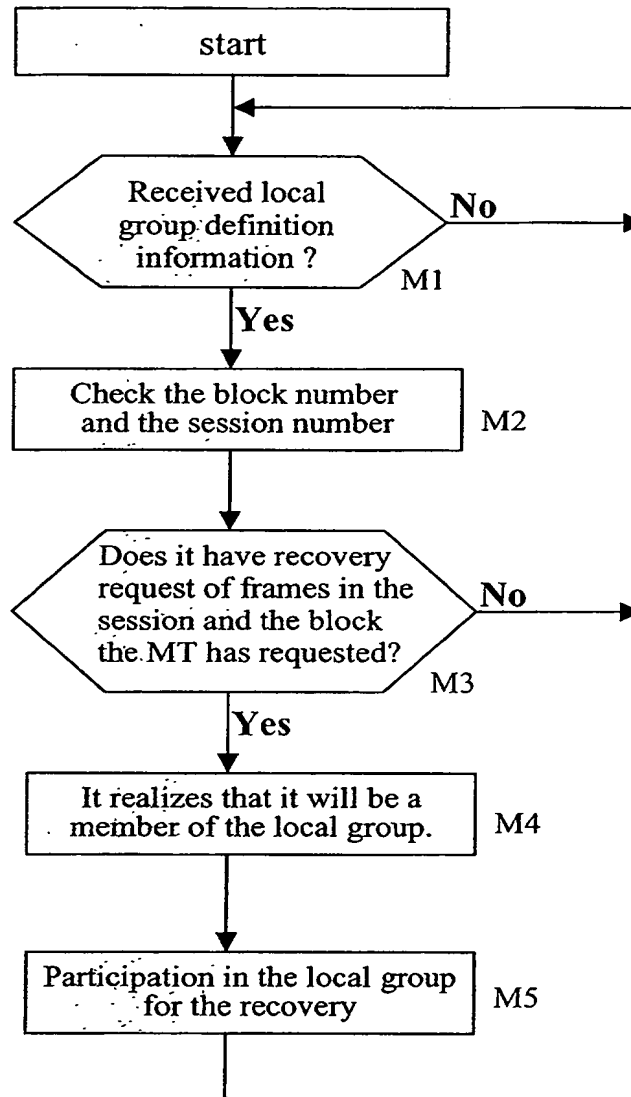 start
Received local
group definition
information ?
No
M1
Yes
Check the block number
and the session number
M2
Does it have recovery
request of frames in the
session and the block
the MT has requested?
No
M3
Yes
It realizes that it will be a
member of the local group.
M4
Participation in the local group
for the recovery
M5